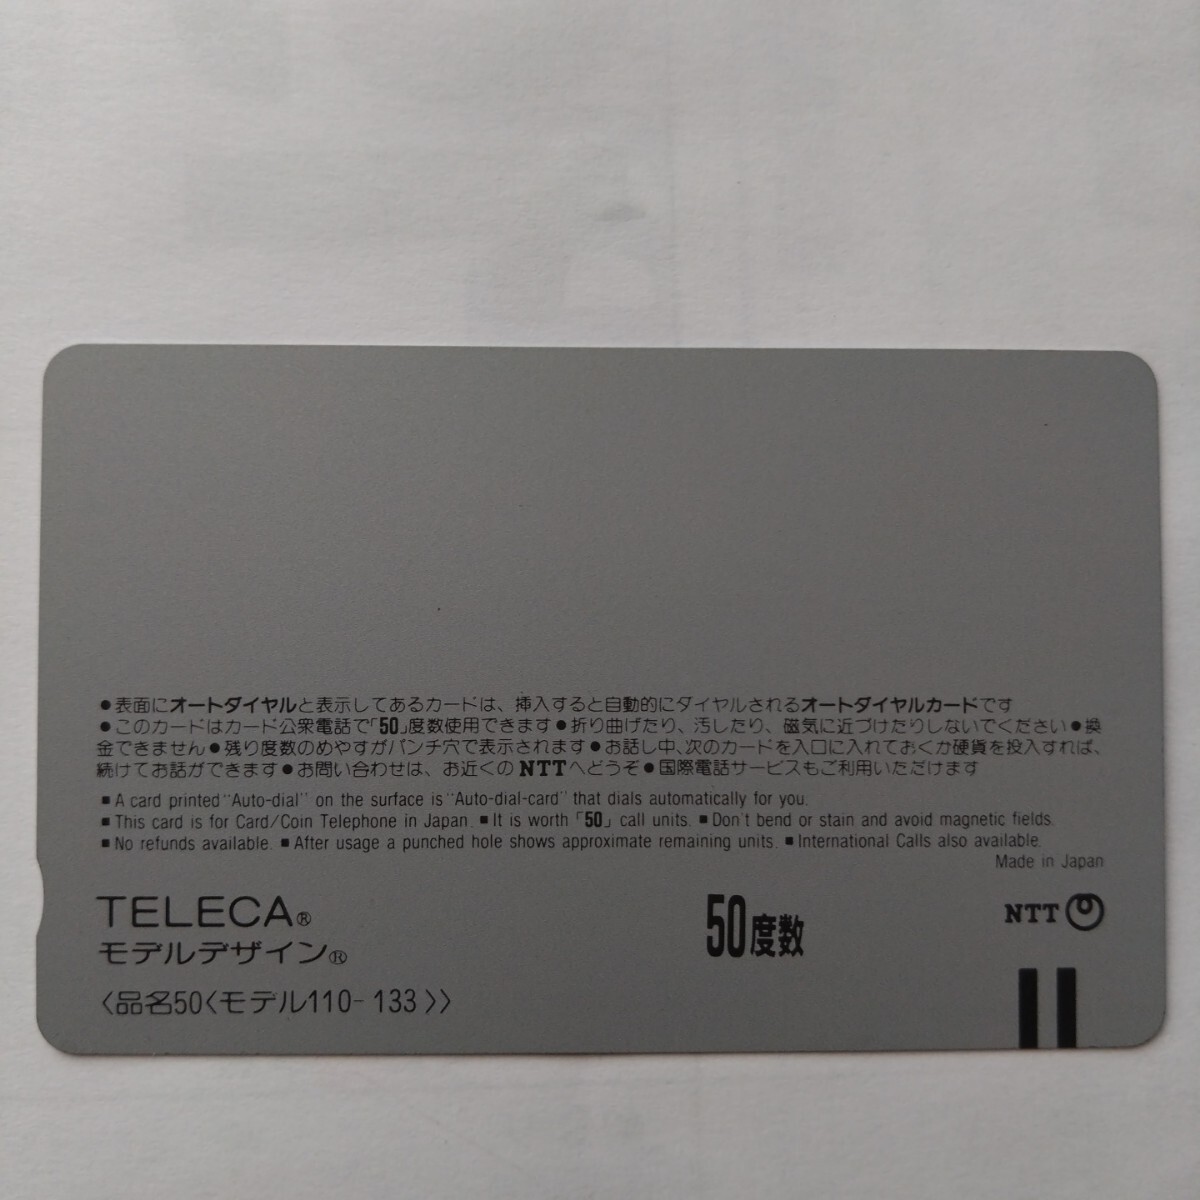 ●表面にオートダイヤルと表示してあるカードは、挿入すると自動的にダイヤルされるオートダイヤルカードです
●このカードはカード公衆電話で「50」度数使用できます●折り曲げたり、汚したり、磁気に近づけたりしないでください●換
金できません●残り度数のめやすがパンチ穴で表示されます●お話し中、次のカードを入口に入れておくか硬貨を投入すれば、
続けてお話ができます●お問い合わせは、お近くのNTTへどうぞ●国際電話サービスもご利用いただけます
■A card printed "Auto-dial" on the surface is "Auto-dial-card" that dials automatically for you.
■This card is for Card/Coin Telephone in Japan. ■It is worth「50」call units. ■Don't bend or stain and avoid magnetic fields.
■No refunds available. ■After usage a punched hole shows approximate remaining units. ■International Calls also available.
Made in Japan
TELECA®
モデルデザイン®
50度数
NTT
〈品名50〈モデル110-133〉〉